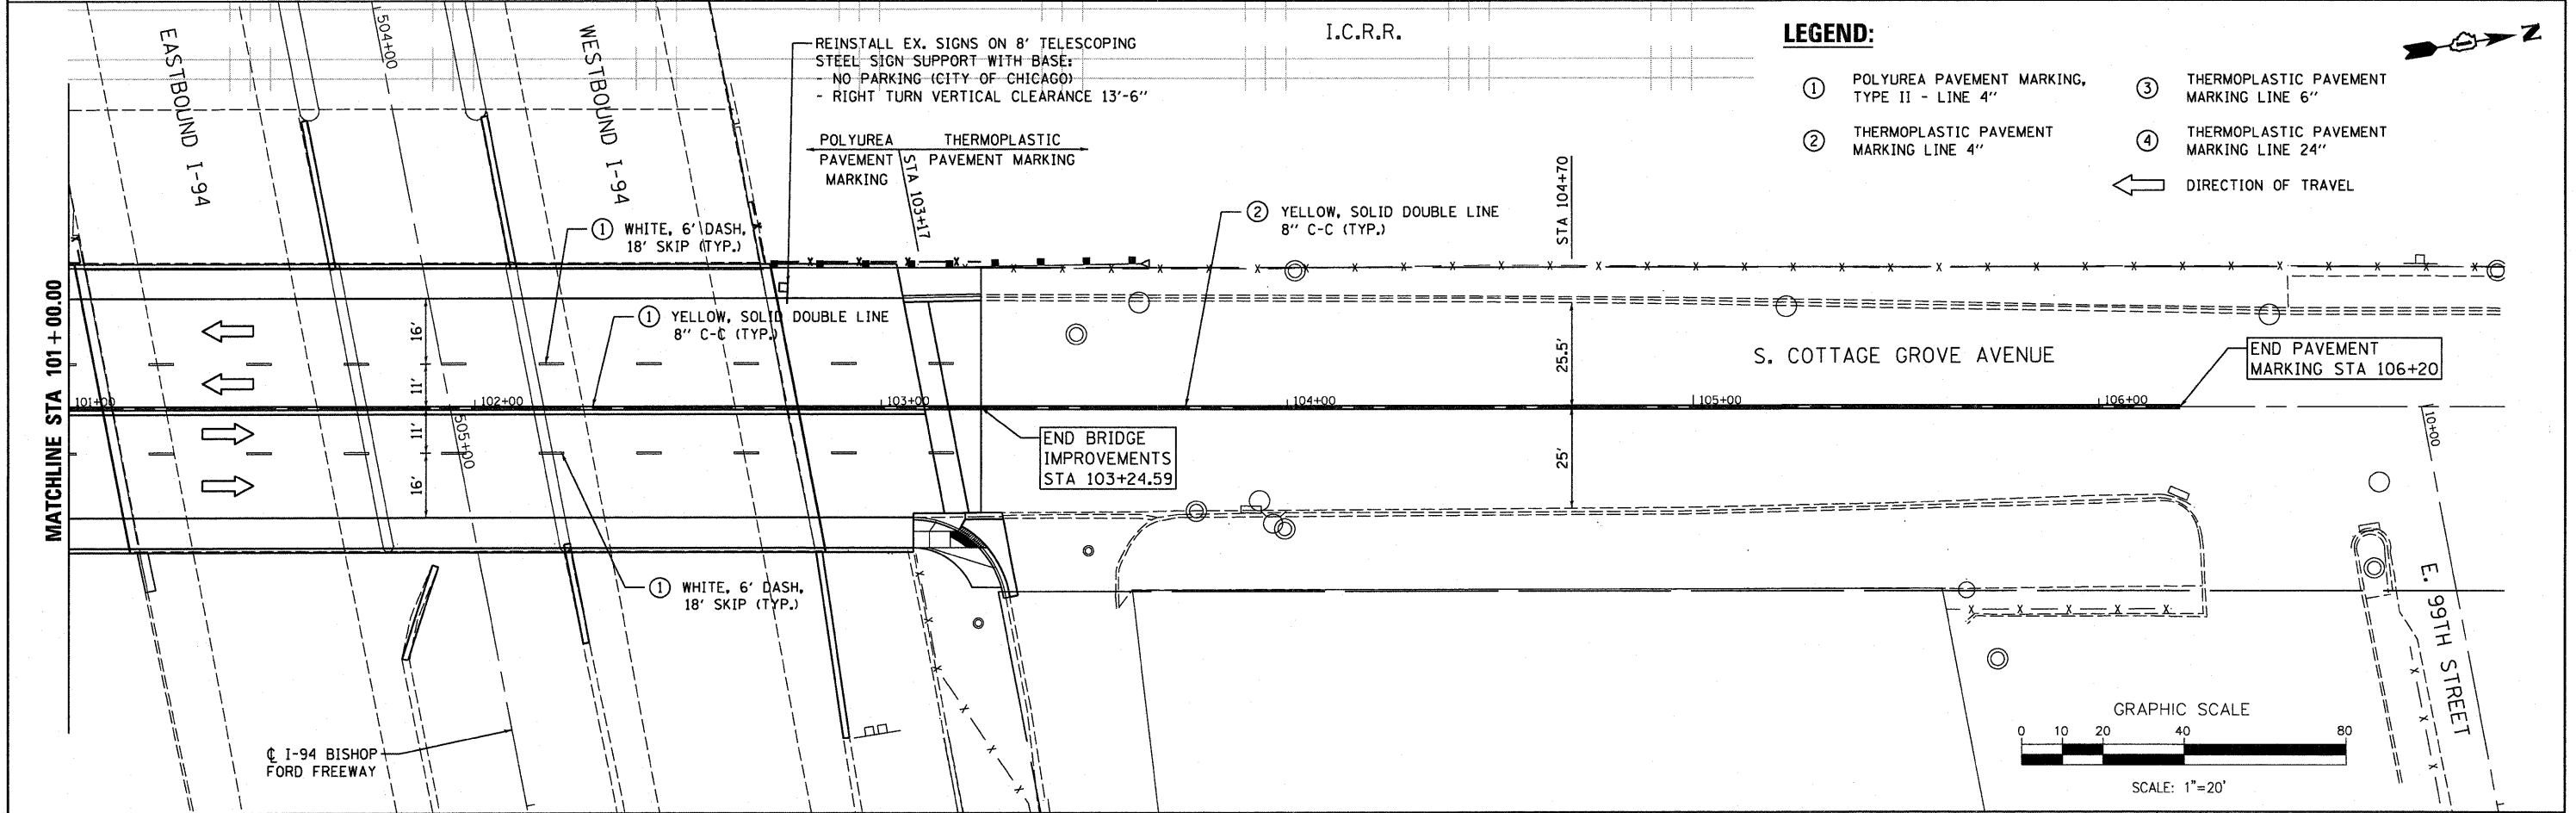 I.C.R.R.
LEGEND:
N
① POLYUREA PAVEMENT MARKING,
TYPE II - LINE 4"
② THERMOPLASTIC PAVEMENT
MARKING LINE 4"
③ THERMOPLASTIC PAVEMENT
MARKING LINE 6"
④ THERMOPLASTIC PAVEMENT
MARKING LINE 24"
DIRECTION OF TRAVEL
EASTBOUND I-94
504+00
WESTBOUND I-94
REINSTALL EX. SIGNS ON 8' TELESCOPING
STEEL SIGN SUPPORT WITH BASE:
- NO PARKING (CITY OF CHICAGO)
- RIGHT TURN VERTICAL CLEARANCE 13'-6"
POLYUREA
PAVEMENT
MARKING
THERMOPLASTIC
PAVEMENT MARKING
STA 103+17
① WHITE, 6' DASH,
18' SKIP (TYP.)
② YELLOW, SOLID DOUBLE LINE
8" C-C (TYP.)
STA 104+70
MATCHLINE STA 101+00.00
① YELLOW, SOLID DOUBLE LINE
8" C-C (TYP.)
16'
11'
11'
16'
25.5'
25'
S. COTTAGE GROVE AVENUE
END PAVEMENT
MARKING STA 106+20
101+00
102+00
103+00
104+00
105+00
106+00
10+00
505+00
END BRIDGE
IMPROVEMENTS
STA 103+24.59
① WHITE, 6' DASH,
18' SKIP (TYP.)
E. 99TH STREET
℄ I-94 BISHOP
FORD FREEWAY
GRAPHIC SCALE
0 10 20 40 80
SCALE: 1"=20'